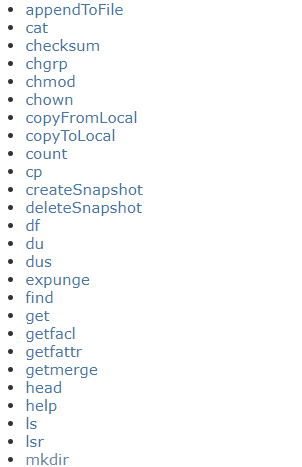 appendToFile
cat
checksum
chgrp
chmod
chown
copyFromLocal
copyToLocal
count
cp
createSnapshot
deleteSnapshot
df
du
dus
expunge
find
get
getfacl
getfattr
getmerge
head
help
ls
lsr
mkdir